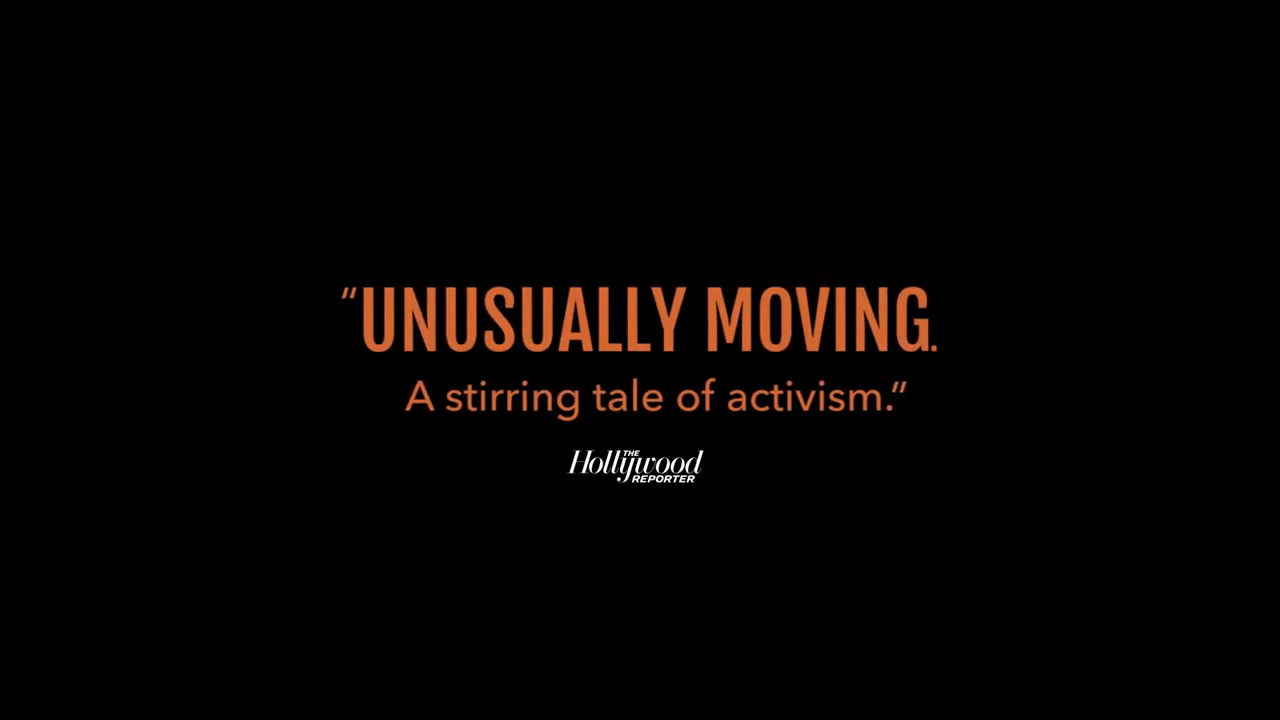 “UNUSUALLY MOVING.
A stirring tale of activism.”
THE
Hollywood
REPORTER